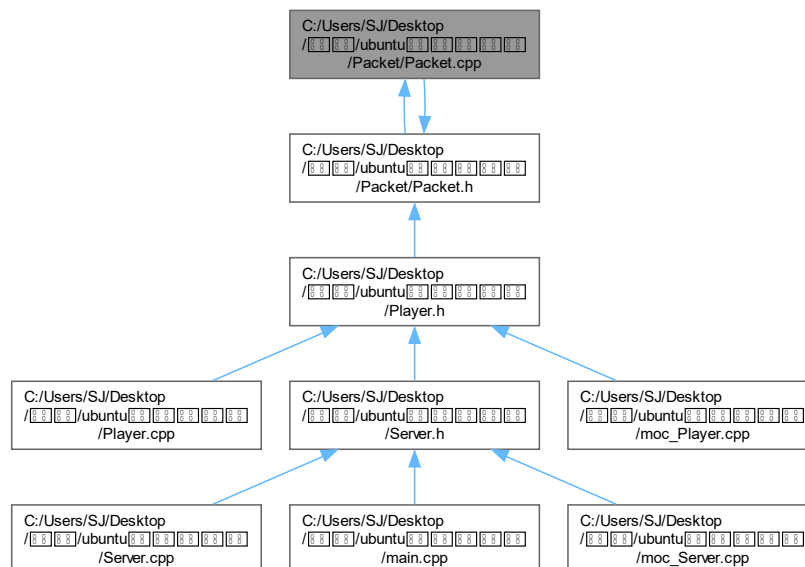 C:/Users/SJ/Desktop
/ /ubuntu
/Packet/Packet.cpp
C:/Users/SJ/Desktop
/ /ubuntu
/Packet/Packet.h
C:/Users/SJ/Desktop
/ /ubuntu
/Player.h
C:/Users/SJ/Desktop
/ /ubuntu
/Player.cpp
C:/Users/SJ/Desktop
/ /ubuntu
/Server.h
C:/Users/SJ/Desktop
/ /ubuntu
/moc_Player.cpp
C:/Users/SJ/Desktop
/ /ubuntu
/Server.cpp
C:/Users/SJ/Desktop
/ /ubuntu
/main.cpp
C:/Users/SJ/Desktop
/ /ubuntu
/moc_Server.cpp